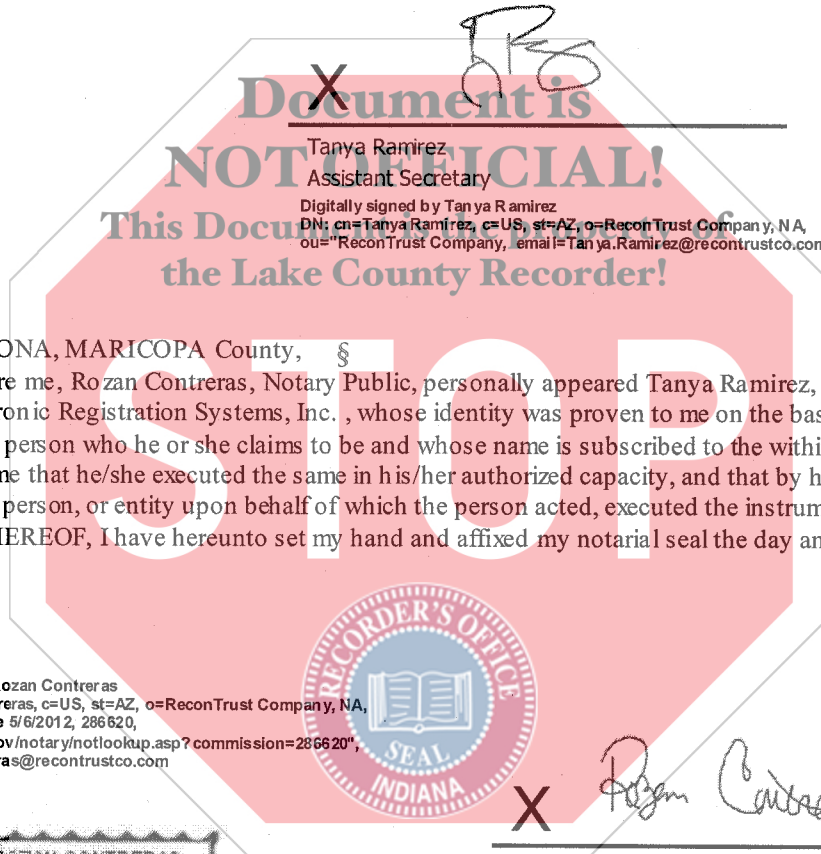 X
Document is
Tanya Ramirez
NOT OFFICIAL!
Assistant Secretary
Digitally signed by Tanya Ramirez
This Document is the property of
DN: cn=Tanya Ramirez, c=US, st=AZ, o=ReconTrust Company, NA,
ou="ReconTrust Company, email=Tanya.Ramirez@recontrustco.com
the Lake County Recorder!
ONA, MARICOPA County, §
re me, Rozan Contreras, Notary Public, personally appeared Tanya Ramirez,
ronic Registration Systems, Inc. , whose identity was proven to me on the bas
person who he or she claims to be and whose name is subscribed to the withi
me that he/she executed the same in his/her authorized capacity, and that by h
person, or entity upon behalf of which the person acted, executed the instrum
HEREOF, I have hereunto set my hand and affixed my notarial seal the day an
STOP
RECORDER'S OFFICE
SEAL
INDIANA
ozan Contreras
reras, c=US, st=AZ, o=ReconTrust Company, NA,
e 5/6/2012, 286620,
ov/notary/notlookup.asp?commission=286620",
ras@recontrustco.com
X
Rozan